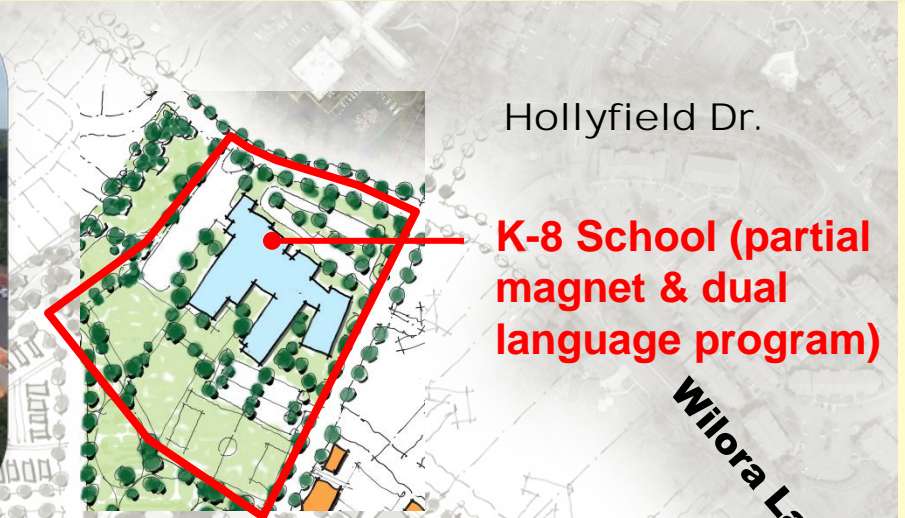 Hollyfield Dr.
K-8 School (partial
magnet & dual
language program)
Wilora